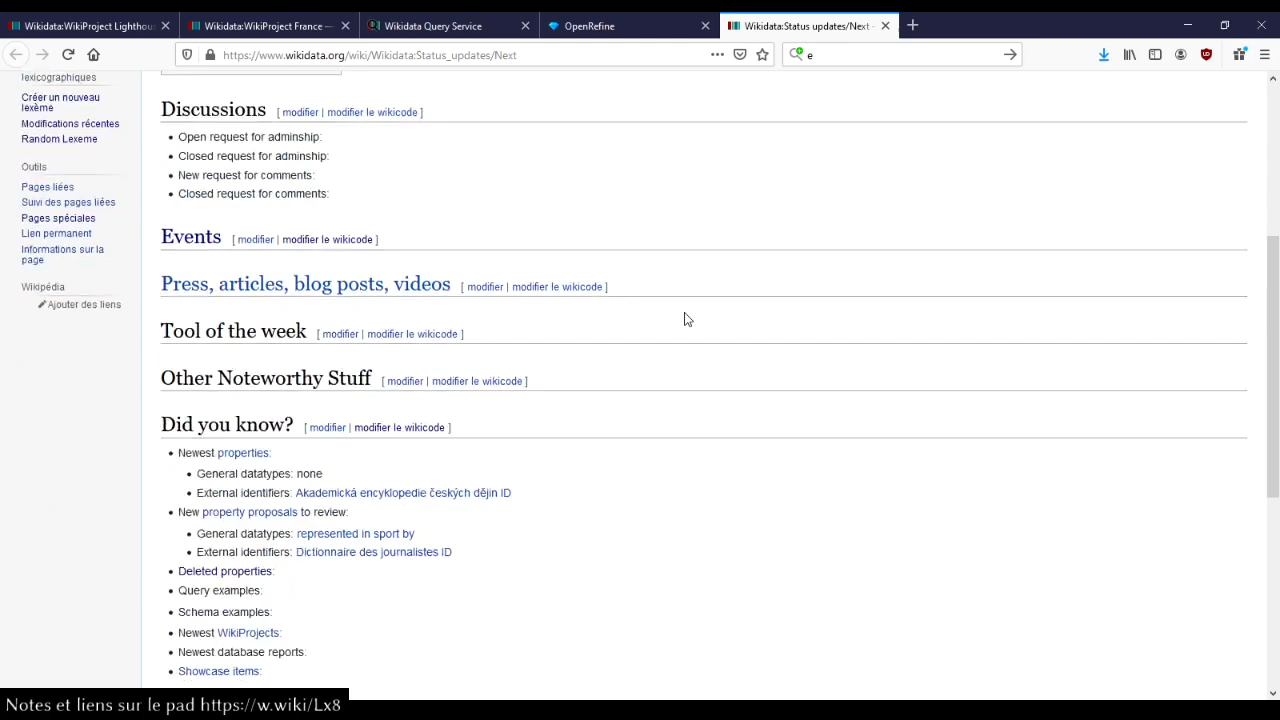 Wikidata:WikiProject Lighthous
Wikidata:WikiProject France –
Wikidata Query Service
OpenRefine
Wikidata:Status updates/Next -
https://www.wikidata.org/wiki/Wikidata:Status_updates/Next
e
lexicographiques
Créer un nouveau
lexème
Modifications récentes
Random Lexeme
Outils
Pages liées
Suivi des pages liées
Pages spéciales
Lien permanent
Informations sur la
page
Wikipédia
Ajouter des liens
Discussions [ modifier | modifier le wikicode ]
Open request for adminship:
Closed request for adminship:
New request for comments:
Closed request for comments:
Events [ modifier | modifier le wikicode ]
Press, articles, blog posts, videos [ modifier | modifier le wikicode ]
Tool of the week [ modifier | modifier le wikicode ]
Other Noteworthy Stuff [ modifier | modifier le wikicode ]
Did you know? [ modifier | modifier le wikicode ]
Newest properties:
General datatypes: none
External identifiers: Akademická encyklopedie českých dějin ID
New property proposals to review:
General datatypes: represented in sport by
External identifiers: Dictionnaire des journalistes ID
Deleted properties:
Query examples:
Schema examples:
Newest WikiProjects:
Newest database reports:
Showcase items:
Notes et liens sur le pad https://w.wiki/Lx8